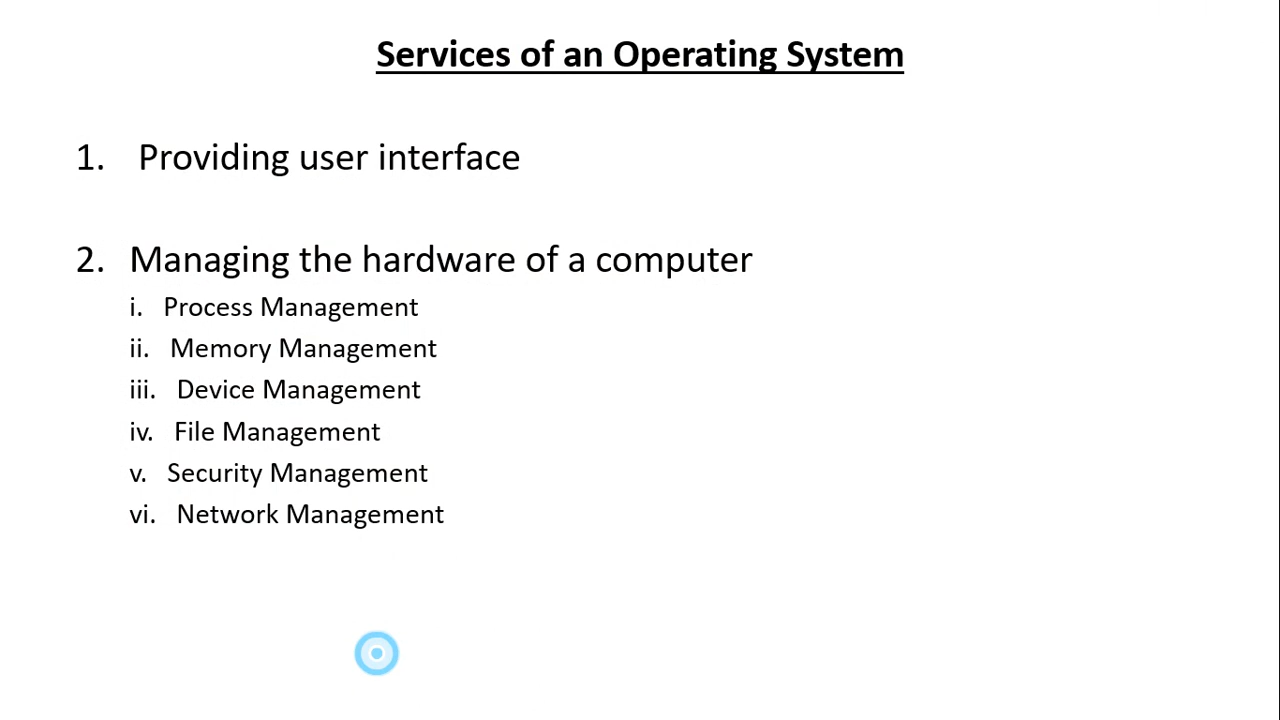 Services of an Operating System
1. Providing user interface
2. Managing the hardware of a computer
i. Process Management
ii. Memory Management
iii. Device Management
iv. File Management
v. Security Management
vi. Network Management